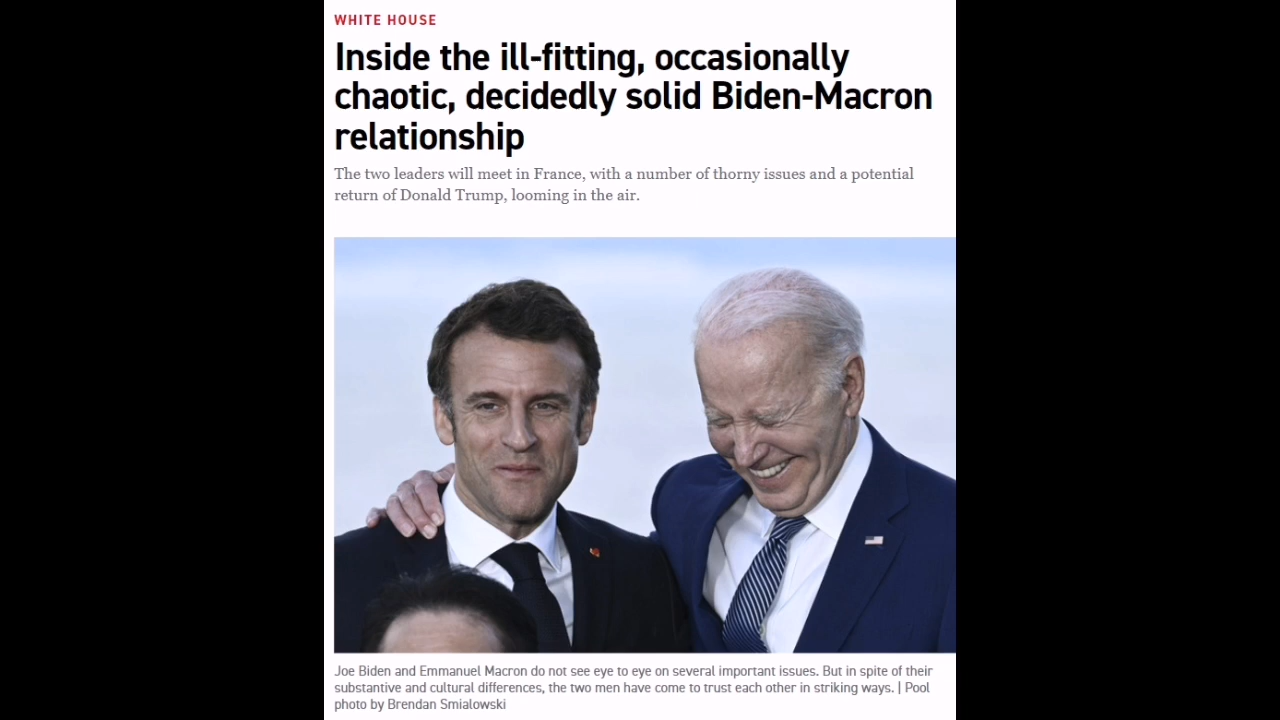 WHITE HOUSE
Inside the ill-fitting, occasionally
chaotic, decidedly solid Biden-Macron
relationship
The two leaders will meet in France, with a number of thorny issues and a potential
return of Donald Trump, looming in the air.
Joe Biden and Emmanuel Macron do not see eye to eye on several important issues. But in spite of their
substantive and cultural differences, the two men have come to trust each other in striking ways. | Pool
photo by Brendan Smialowski